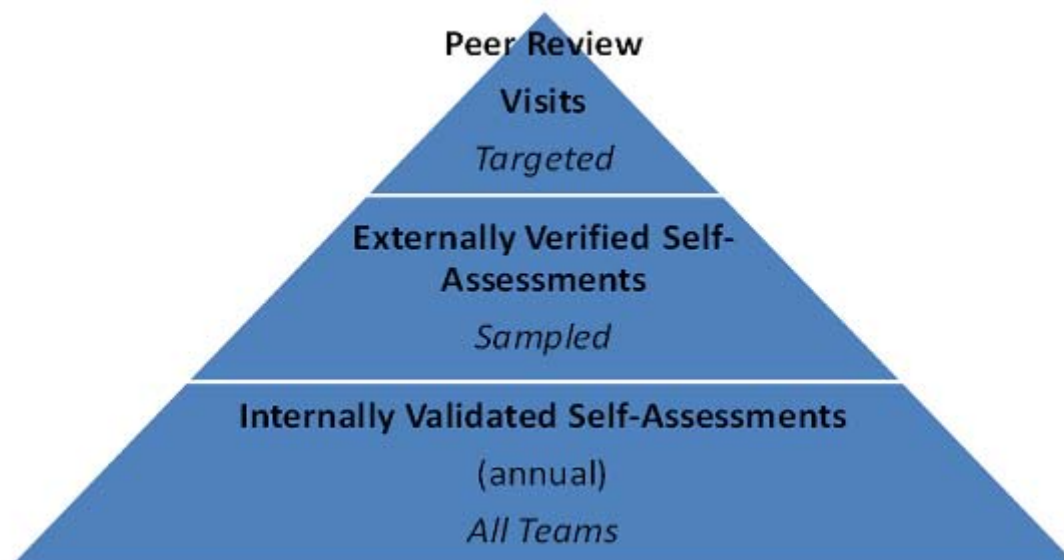 Peer Review
Visits
Targeted
Externally Verified Self-
Assessments
Sampled
Internally Validated Self-Assessments
(annual)
All Teams